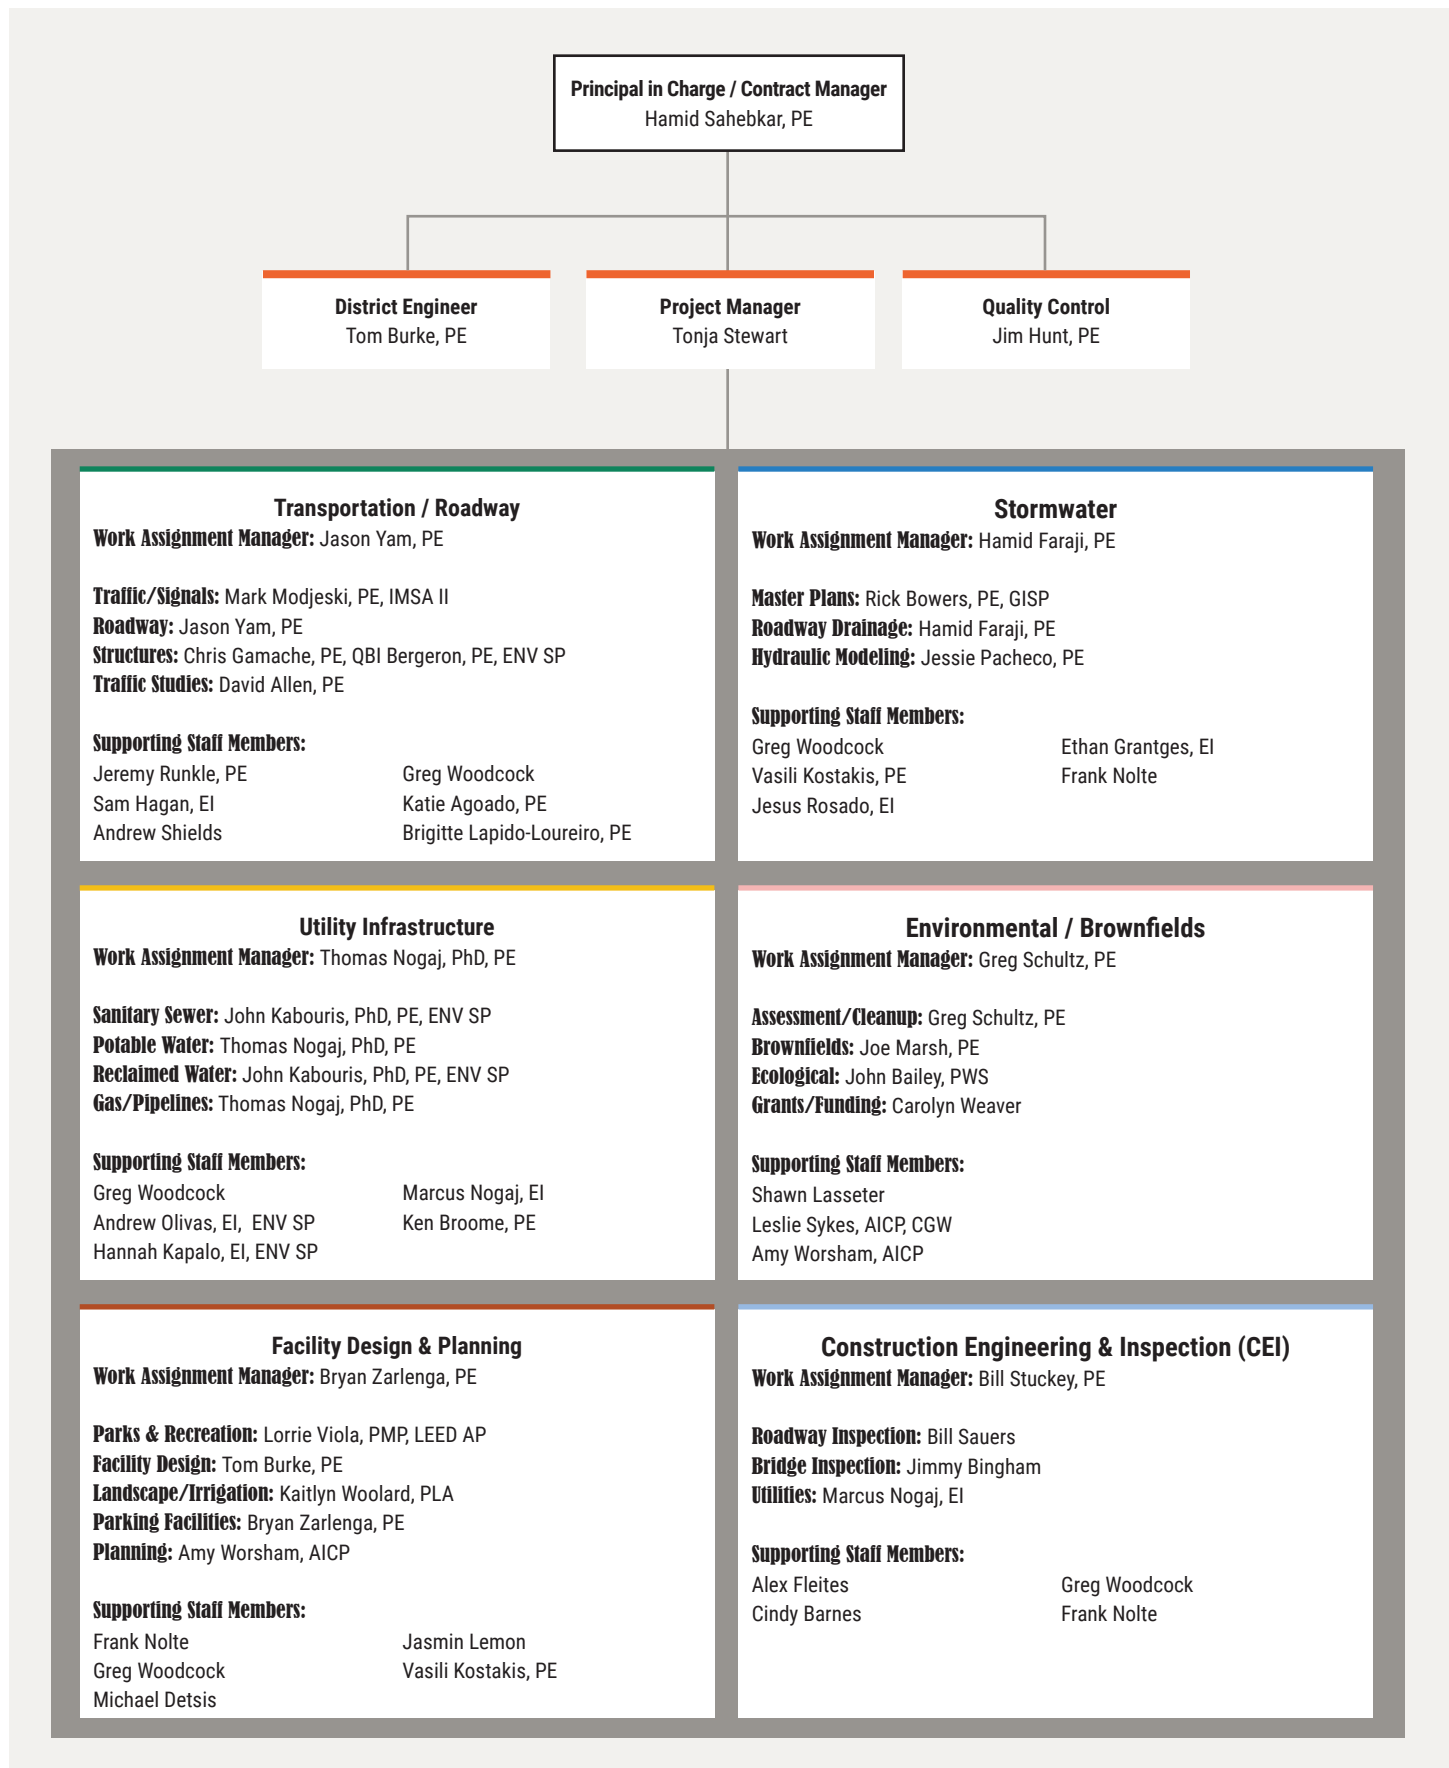 Principal in Charge / Contract Manager
Hamid Sahebkar, PE
District Engineer
Tom Burke, PE
Project Manager
Tonja Stewart
Quality Control
Jim Hunt, PE
Transportation / Roadway
Work Assignment Manager: Jason Yam, PE
Traffic/Signals: Mark Modjeski, PE, IMSA II
Roadway: Jason Yam, PE
Structures: Chris Gamache, PE, QBI Bergeron, PE, ENV SP
Traffic Studies: David Allen, PE
Supporting Staff Members:
Jeremy Runkle, PE
Sam Hagan, EI
Andrew Shields
Greg Woodcock
Katie Agoado, PE
Brigitte Lapido-Loureiro, PE
Stormwater
Work Assignment Manager: Hamid Faraji, PE
Master Plans: Rick Bowers, PE, GISP
Roadway Drainage: Hamid Faraji, PE
Hydraulic Modeling: Jessie Pacheco, PE
Supporting Staff Members:
Greg Woodcock
Vasili Kostakis, PE
Jesus Rosado, EI
Ethan Grantges, EI
Frank Nolte
Utility Infrastructure
Work Assignment Manager: Thomas Nogaj, PhD, PE
Sanitary Sewer: John Kabouris, PhD, PE, ENV SP
Potable Water: Thomas Nogaj, PhD, PE
Reclaimed Water: John Kabouris, PhD, PE, ENV SP
Gas/Pipelines: Thomas Nogaj, PhD, PE
Supporting Staff Members:
Greg Woodcock
Andrew Olivas, EI, ENV SP
Hannah Kapalo, EI, ENV SP
Marcus Nogaj, EI
Ken Broome, PE
Environmental / Brownfields
Work Assignment Manager: Greg Schultz, PE
Assessment/Cleanup: Greg Schultz, PE
Brownfields: Joe Marsh, PE
Ecological: John Bailey, PWS
Grants/Funding: Carolyn Weaver
Supporting Staff Members:
Shawn Lasseter
Leslie Sykes, AICP, CGW
Amy Worsham, AICP
Facility Design & Planning
Work Assignment Manager: Bryan Zarlenga, PE
Parks & Recreation: Lorrie Viola, PMP, LEED AP
Facility Design: Tom Burke, PE
Landscape/Irrigation: Kaitlyn Woolard, PLA
Parking Facilities: Bryan Zarlenga, PE
Planning: Amy Worsham, AICP
Supporting Staff Members:
Frank Nolte
Greg Woodcock
Michael Detsis
Jasmin Lemon
Vasili Kostakis, PE
Construction Engineering & Inspection (CEI)
Work Assignment Manager: Bill Stuckey, PE
Roadway Inspection: Bill Sauers
Bridge Inspection: Jimmy Bingham
Utilities: Marcus Nogaj, EI
Supporting Staff Members:
Alex Fleites
Cindy Barnes
Greg Woodcock
Frank Nolte